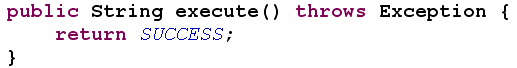 public String execute() throws Exception {
    return SUCCESS;
}